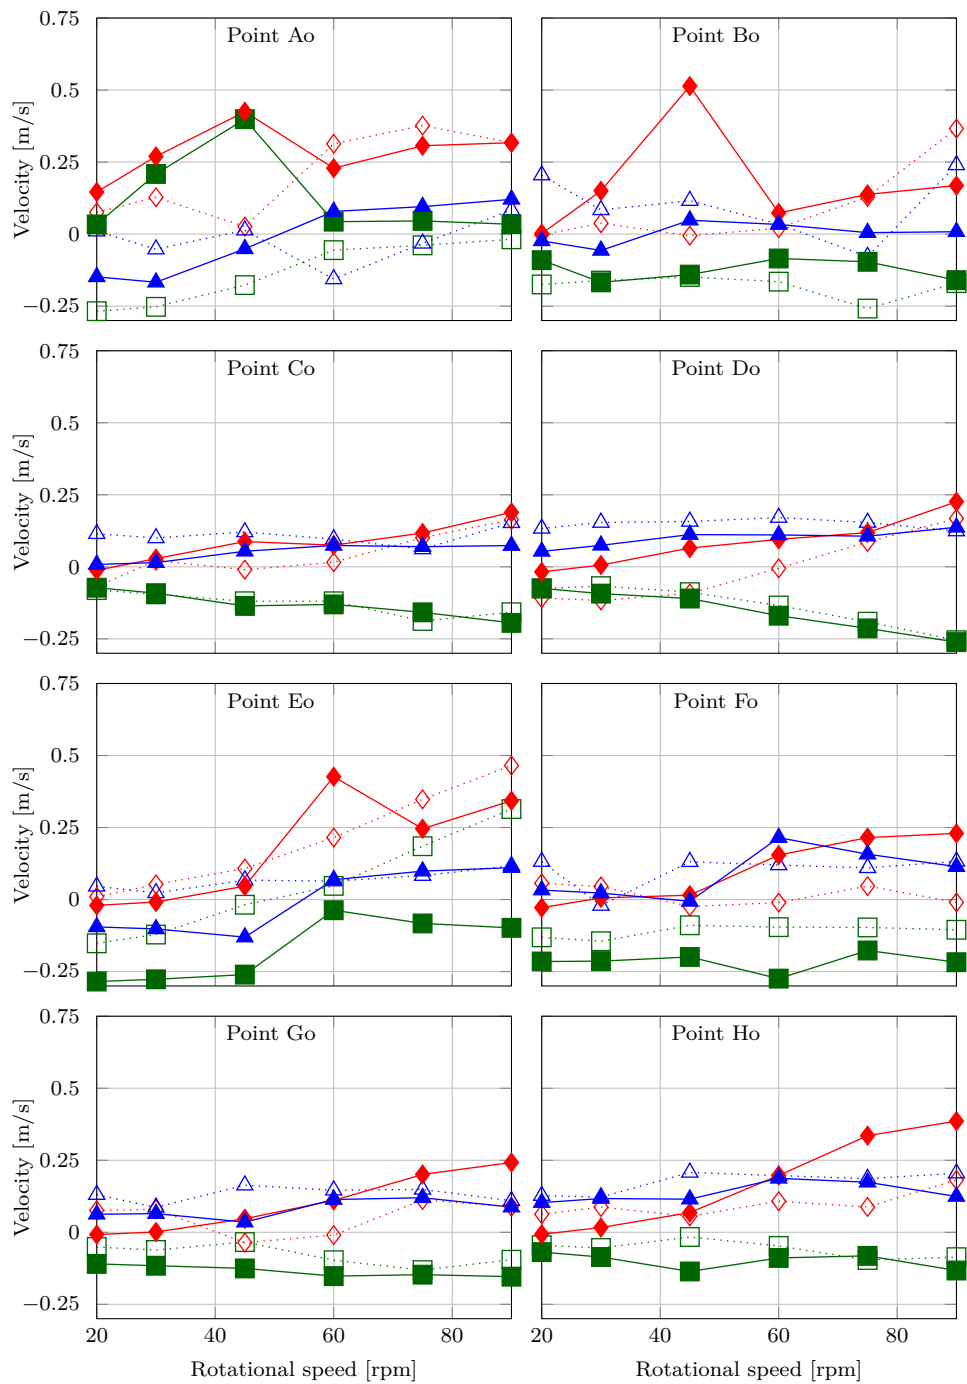 Point Ao
Point Bo
0.75
0.5
0.25
0
−0.25
Velocity [m/s]
Point Co
Point Do
0.75
0.5
0.25
0
−0.25
Velocity [m/s]
Point Eo
Point Fo
0.75
0.5
0.25
0
−0.25
Velocity [m/s]
Point Go
Point Ho
0.75
0.5
0.25
0
−0.25
Velocity [m/s]
20 40 60 80
20 40 60 80
Rotational speed [rpm]
Rotational speed [rpm]